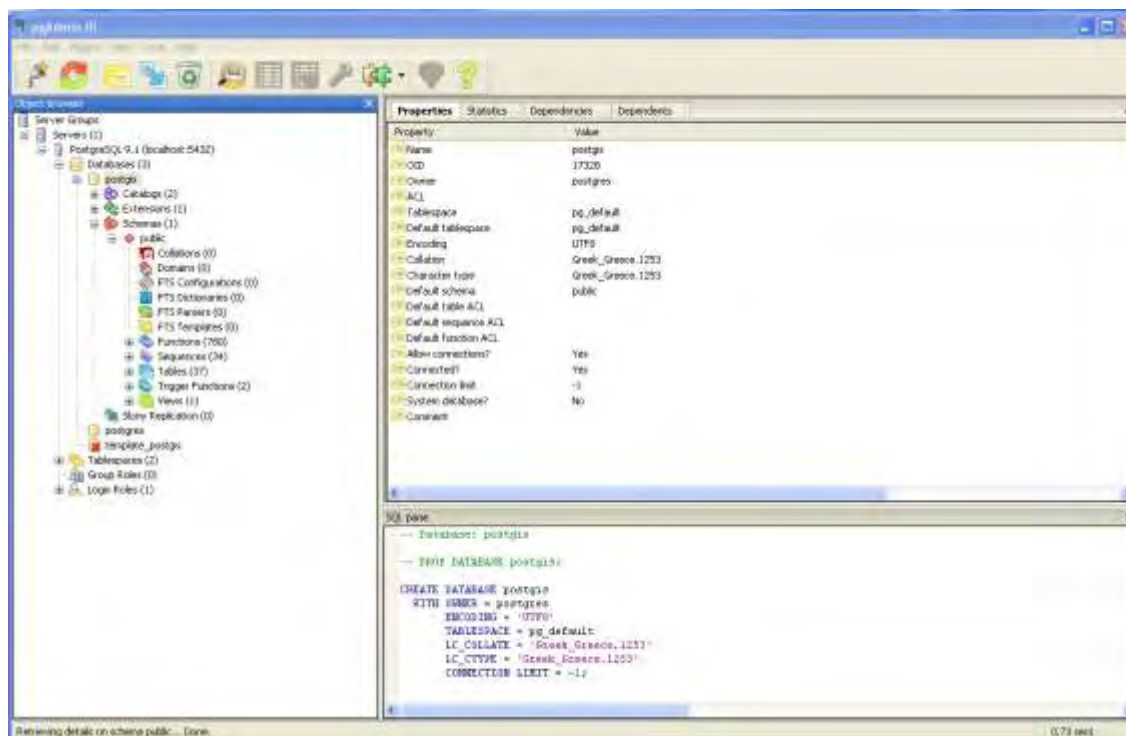 pgAdmin III
Object browser
Server Groups
Servers (1)
PostgreSQL 9.1 (localhost:5432)
Databases (3)
postgis
Catalogs (2)
Extensions (1)
Schemas (1)
public
Collations (0)
Domains (0)
FTS Configurations (0)
FTS Dictionaries (0)
FTS Parsers (0)
FTS Templates (0)
Functions (780)
Sequences (34)
Tables (37)
Trigger Functions (2)
Views (1)
Slony Replication (0)
postgres
template_postgis
Tablespaces (2)
Group Roles (0)
Login Roles (1)
Properties Statistics Dependencies Dependents
Property Value
Name postgis
OID 17328
Owner postgres
ACL
Tablespace pg_default
Default tablespace pg_default
Encoding UTF8
Collation Greek_Greece.1253
Character type Greek_Greece.1253
Default schema public
Default table ACL
Default sequence ACL
Default function ACL
Allow connections? Yes
Connected? Yes
Connection limit -1
System database? No
Comment
SQL pane
-- Database: postgis
-- DROP DATABASE postgis;
CREATE DATABASE postgis
WITH OWNER = postgres
ENCODING = 'UTF8'
TABLESPACE = pg_default
LC_COLLATE = 'Greek_Greece.1253'
LC_CTYPE = 'Greek_Greece.1253'
CONNECTION LIMIT = -1;
Retrieving details on schema public... Done.
0.73 secs